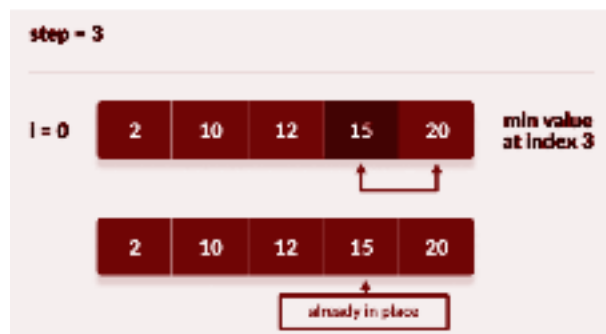 step = 3
i = 0
2 10 12 15 20
min value
at index 3
2 10 12 15 20
already in place